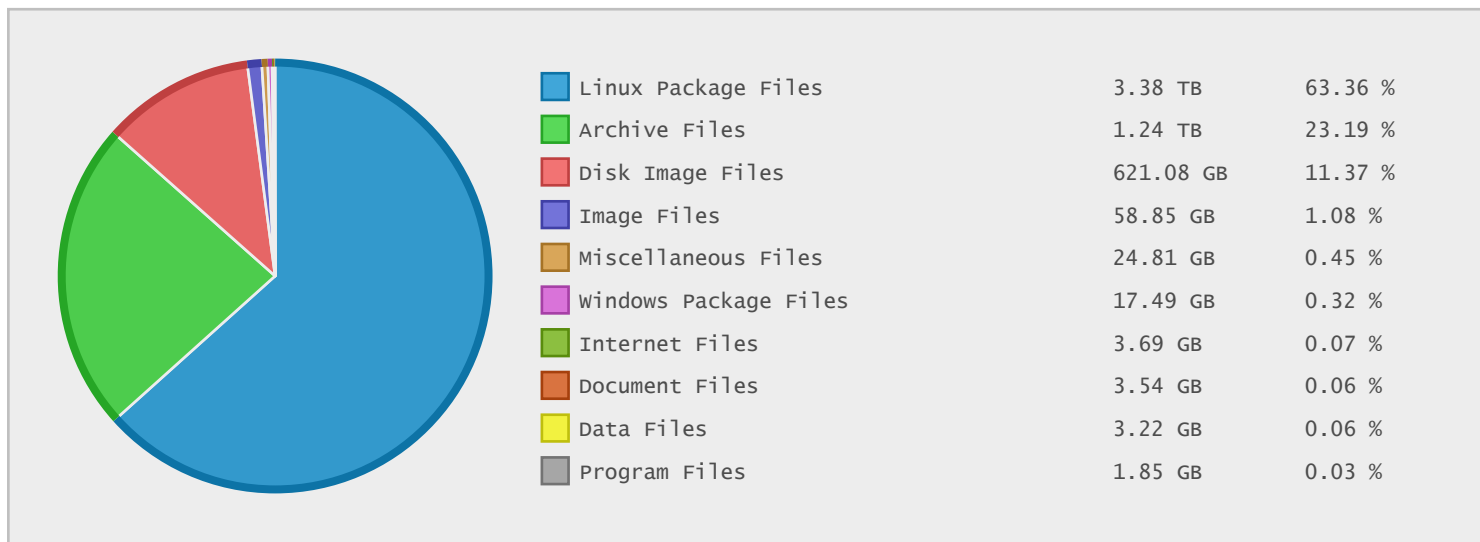 Linux Package Files 3.38 TB 63.36 %
Archive Files 1.24 TB 23.19 %
Disk Image Files 621.08 GB 11.37 %
Image Files 58.85 GB 1.08 %
Miscellaneous Files 24.81 GB 0.45 %
Windows Package Files 17.49 GB 0.32 %
Internet Files 3.69 GB 0.07 %
Document Files 3.54 GB 0.06 %
Data Files 3.22 GB 0.06 %
Program Files 1.85 GB 0.03 %